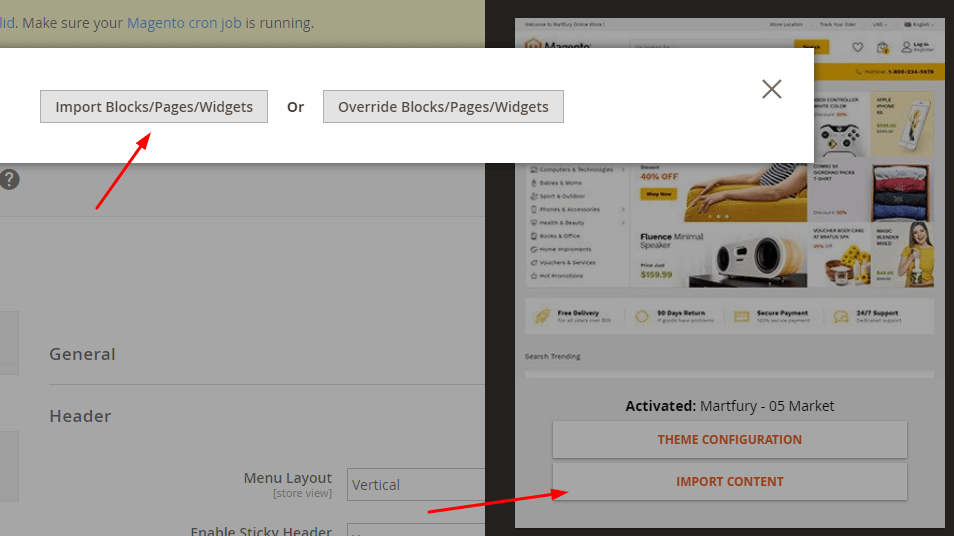 lid. Make sure your Magento cron job is running.
Import Blocks/Pages/Widgets
Or
Override Blocks/Pages/Widgets
General
Header
Menu Layout
[store view]
Vertical
Enable Sticky Header
Welcome to Martfury Online Store !
Store Location
Track Your Oder
USD
English
Magento
Search
Log in
Register
Hotline: 1-800-234-5678
XBOX CONTROLLER
WHITE COLOR
Discount 30%
APPLE
IPHONE
Computers & Technologies
Babies & Moms
Sport & Outdoor
Phones & Accessories
Health & Beauty
Books & Office
Home Improments
Vouchers & Services
Hot Promotions
Discount
40% OFF
Shop Now
COMBO
GIORDANO PACKS
T-SHIRT
Discount
Fluence Minimal
Speaker
Price Just
$159.99
VOUCHER BODY CARE
AT BRATUS SPA
OFF
MAGIC
BLENDER
Free Delivery
For all oders over $99
90 Days Return
If goods have problems
Secure Payment
100% secure payment
24/7 Support
Dedicated support
Search Trending
Activated: Martfury - 05 Market
THEME CONFIGURATION
IMPORT CONTENT